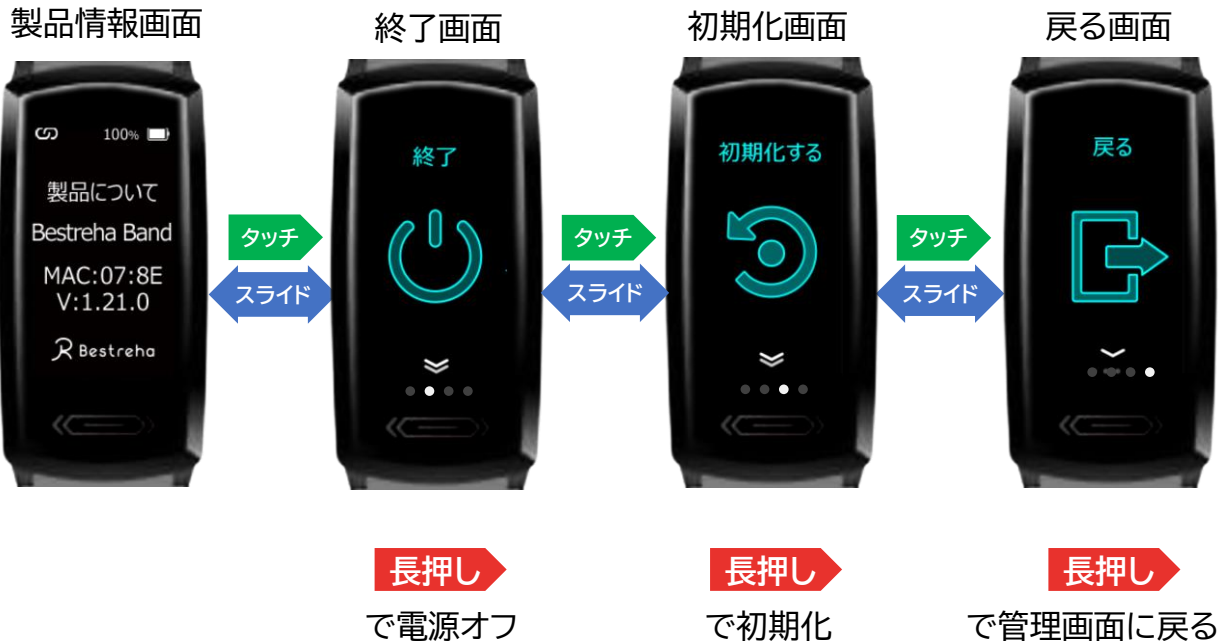 製品情報画面
終了画面
初期化画面
戻る画面
100%
製品について
Bestreha Band
MAC:07:8E
V:1.21.0
Bestreha
タッチ
スライド
終了
タッチ
スライド
初期化する
タッチ
スライド
戻る
長押し
で電源オフ
長押し
で初期化
長押し
で管理画面に戻る